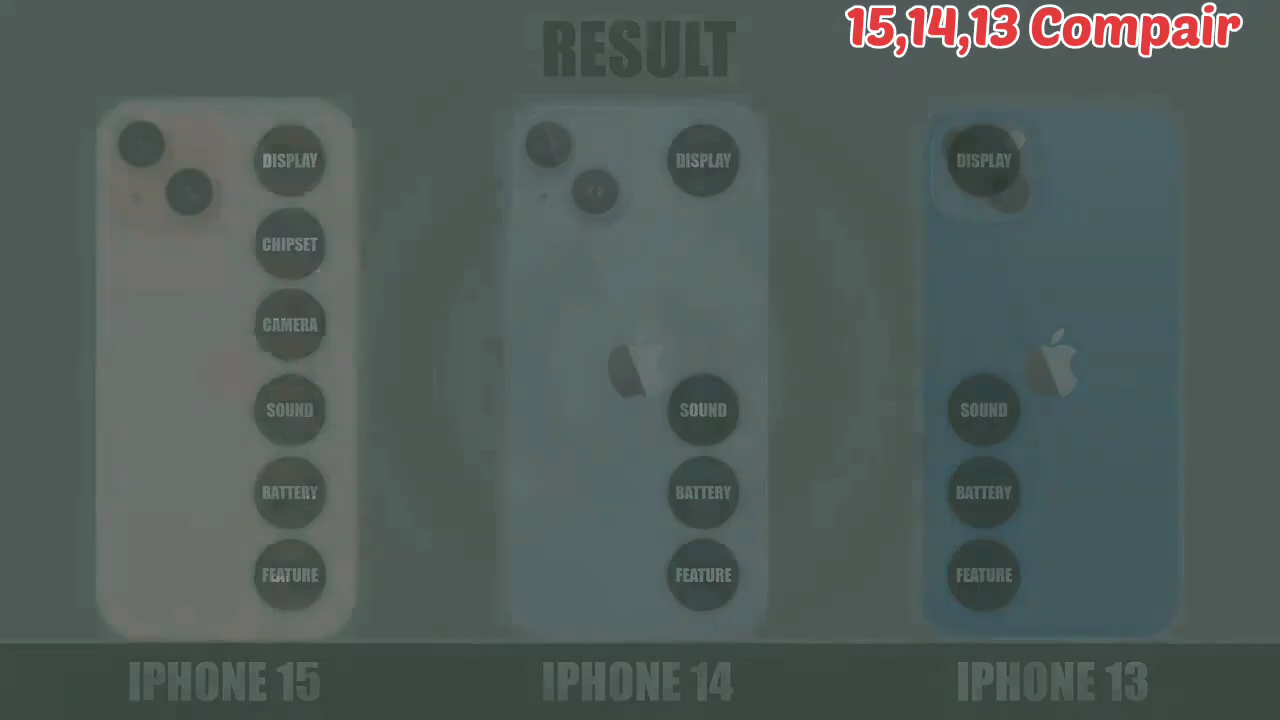 15,14,13 Compair
RESULT
DISPLAY
CHIPSET
CAMERA
SOUND
BATTERY
FEATURE
IPHONE 15
DISPLAY
SOUND
BATTERY
FEATURE
IPHONE 14
DISPLAY
SOUND
BATTERY
FEATURE
IPHONE 13